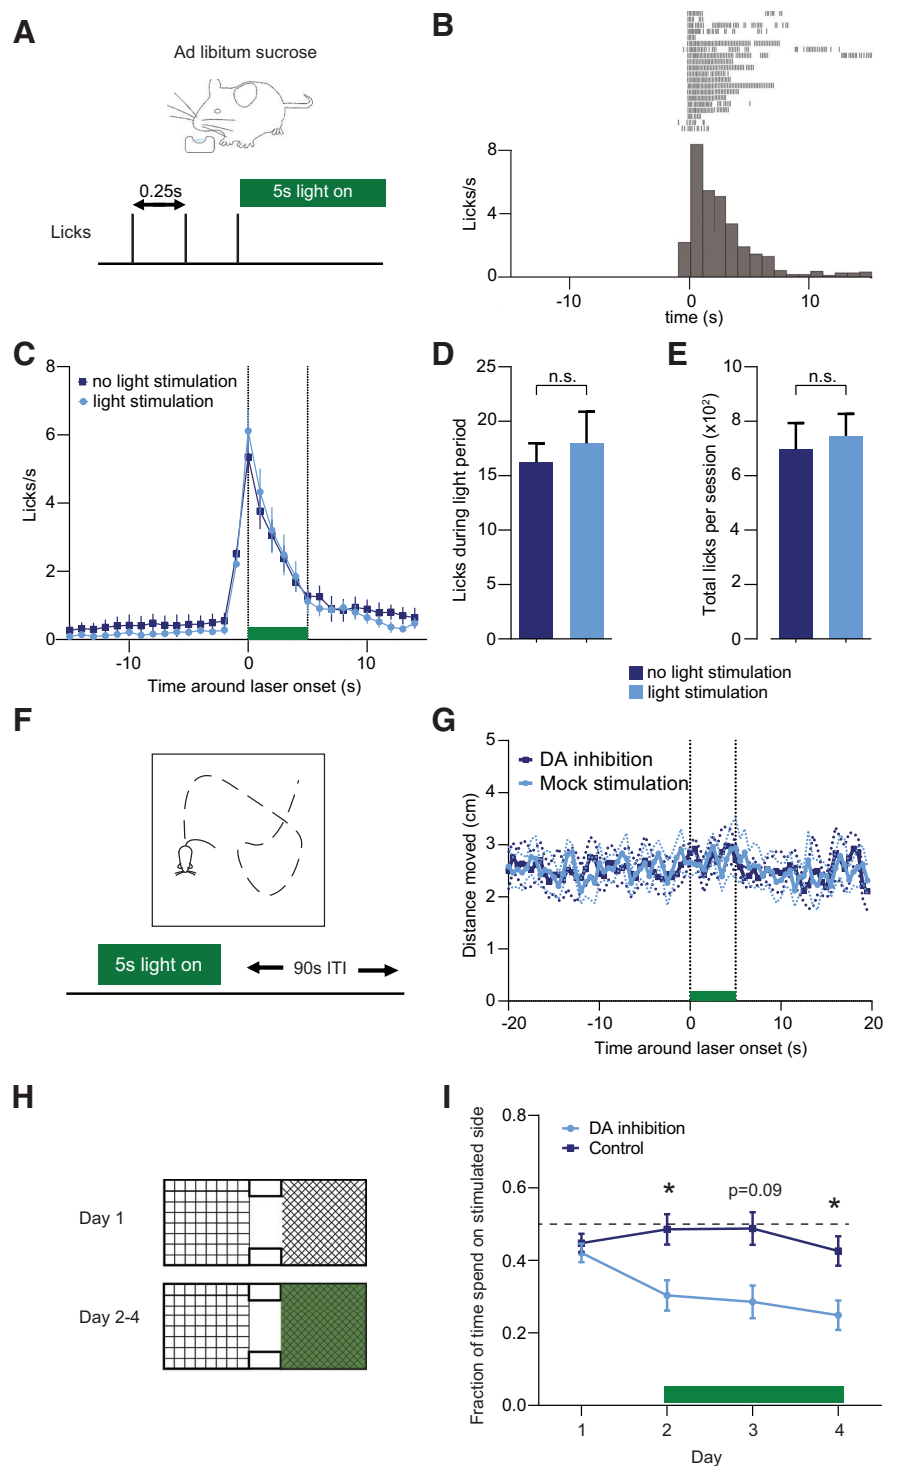 A
Ad libitum sucrose
0.25s
5s light on
Licks
B
8
4
0
Licks/s
-10
0
10
time (s)
C
8
6
4
2
0
Licks/s
no light stimulation
light stimulation
-10
0
10
Time around laser onset (s)
D
25
20
15
10
5
0
Licks during light period
n.s.
E
10
8
6
4
2
0
Total licks per session (x10²)
n.s.
no light stimulation
light stimulation
F
5s light on
90s ITI
G
5
4
3
2
1
0
Distance moved (cm)
DA inhibition
Mock stimulation
-20
-10
0
10
20
Time around laser onset (s)
H
Day 1
Day 2-4
I
0.8
0.6
0.4
0.2
0.0
Fraction of time spend on stimulated side
DA inhibition
Control
*
p=0.09
*
1
2
3
4
Day